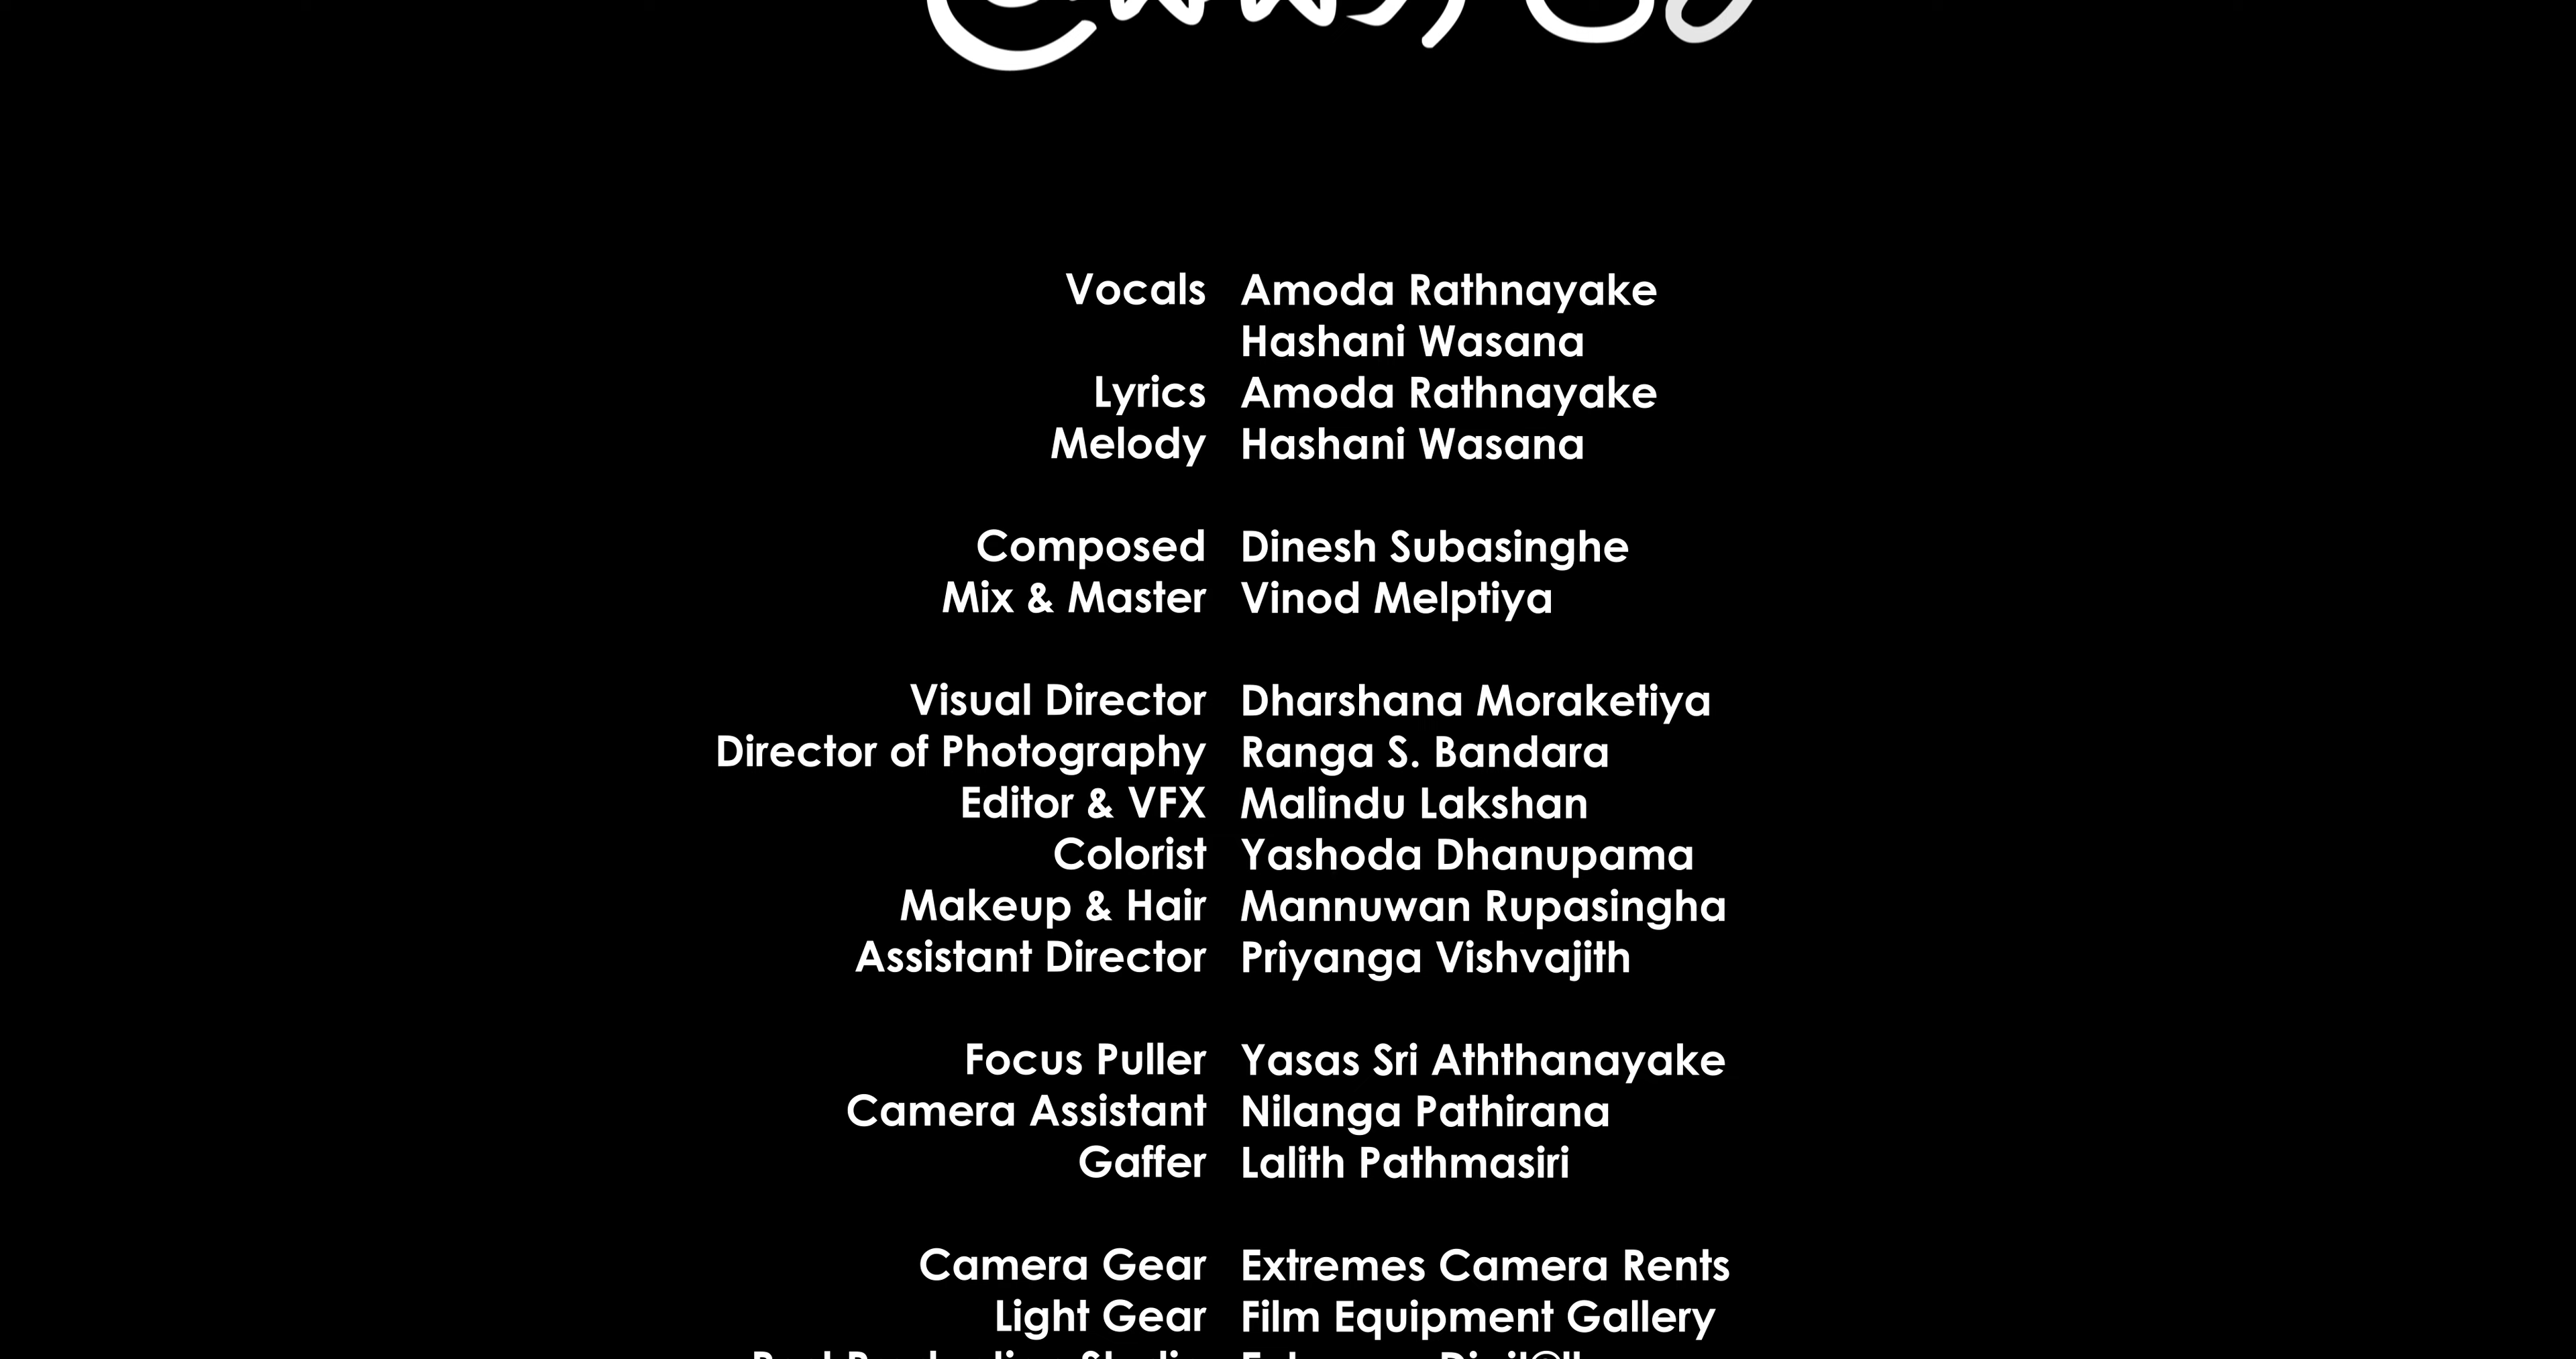 Vocals Amoda Rathnayake
Hashani Wasana
Lyrics Amoda Rathnayake
Melody Hashani Wasana
Composed Dinesh Subasinghe
Mix & Master Vinod Melptiya
Visual Director Dharshana Moraketiya
Director of Photography Ranga S. Bandara
Editor & VFX Malindu Lakshan
Colorist Yashoda Dhanupama
Makeup & Hair Mannuwan Rupasingha
Assistant Director Priyanga Vishvajith
Focus Puller Yasas Sri Aththanayake
Camera Assistant Nilanga Pathirana
Gaffer Lalith Pathmasiri
Camera Gear Extremes Camera Rents
Light Gear Film Equipment Gallery